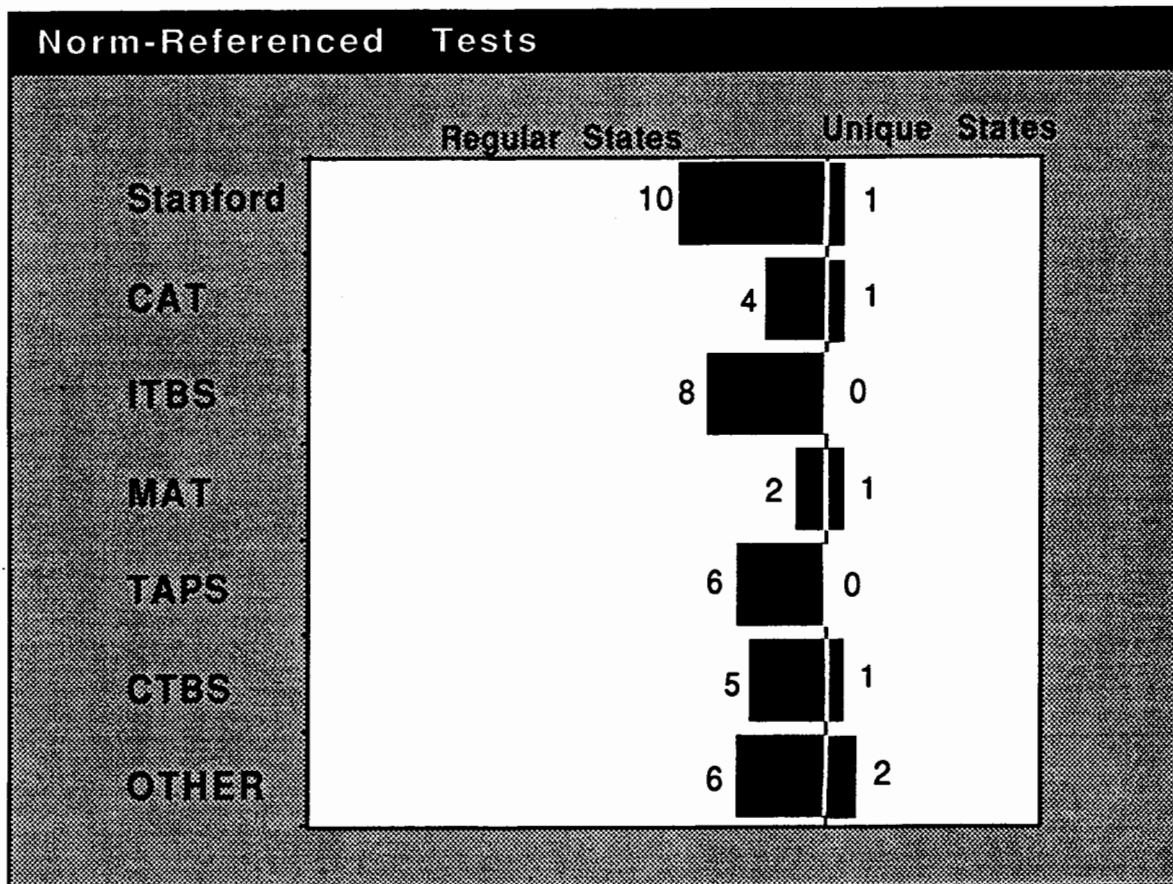 Norm-Referenced Tests
Regular States Unique States
Stanford 10 1
CAT 4 1
ITBS 8 0
MAT 2 1
TAPS 6 0
CTBS 5 1
OTHER 6 2